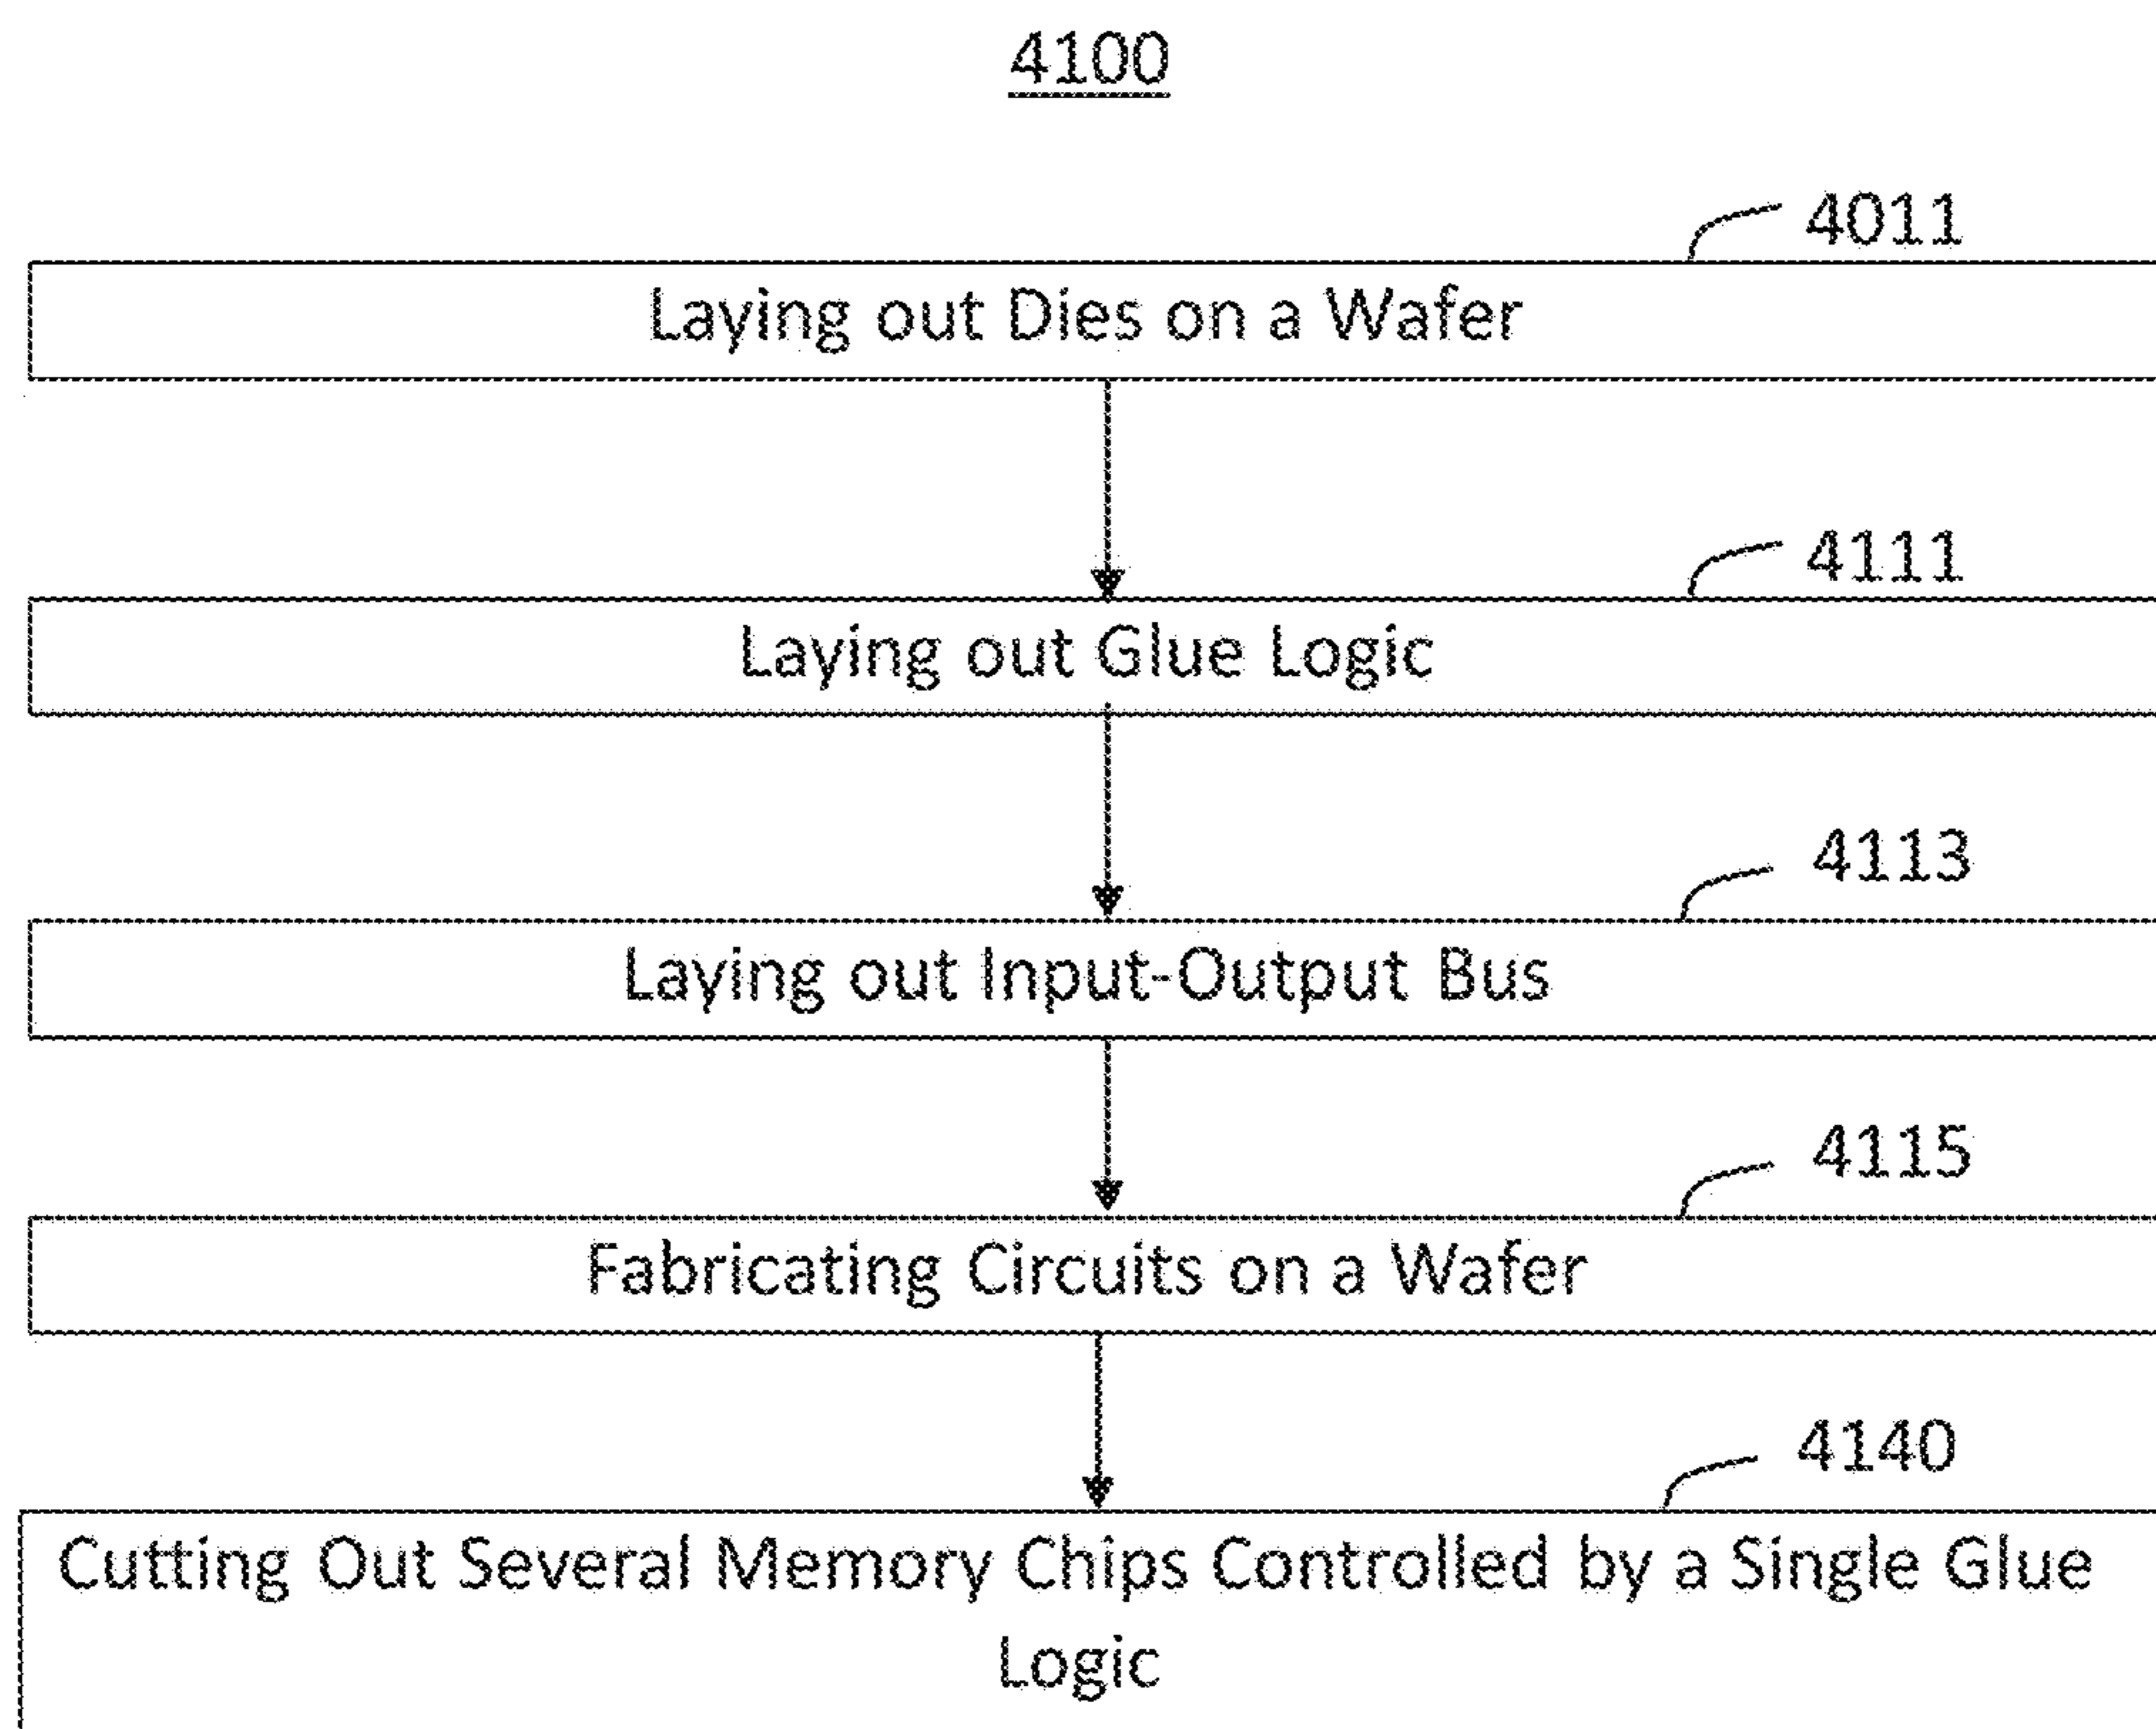 4100
4011
Laying out Dies on a Wafer
4111
Laying out Glue Logic
4113
Laying out Input-Output Bus
4115
Fabricating Circuits on a Wafer
4140
Cutting Out Several Memory Chips Controlled by a Single Glue
Logic